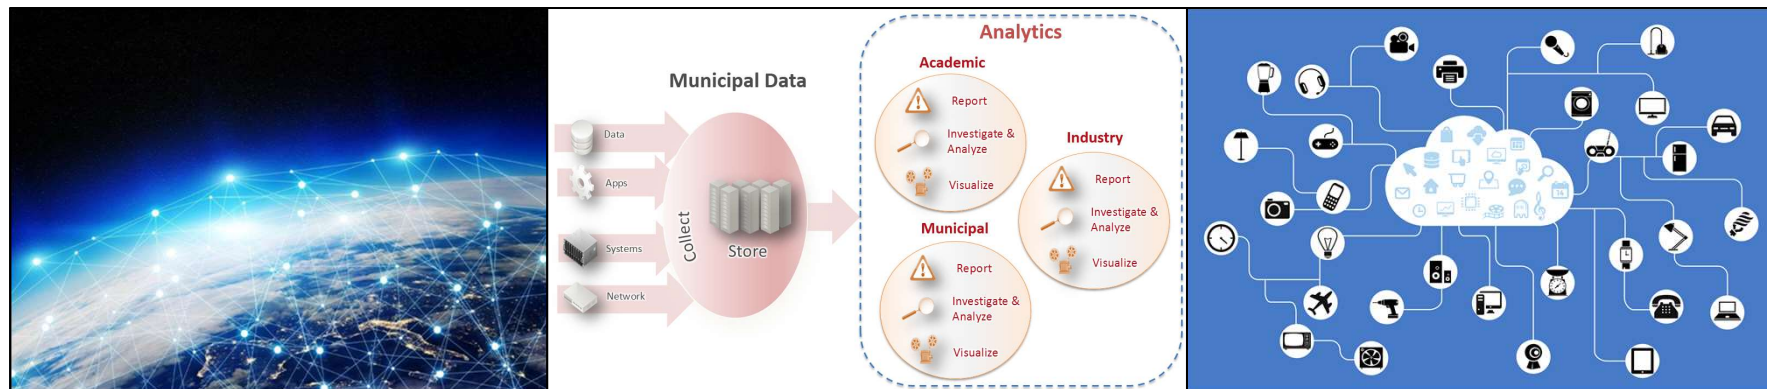 Municipal Data
Data
Apps
Systems
Network
Collect
Store
Analytics
Academic
Report
Investigate &
Analyze
Visualize
Industry
Report
Investigate &
Analyze
Visualize
Municipal
Report
Investigate &
Analyze
Visualize
14